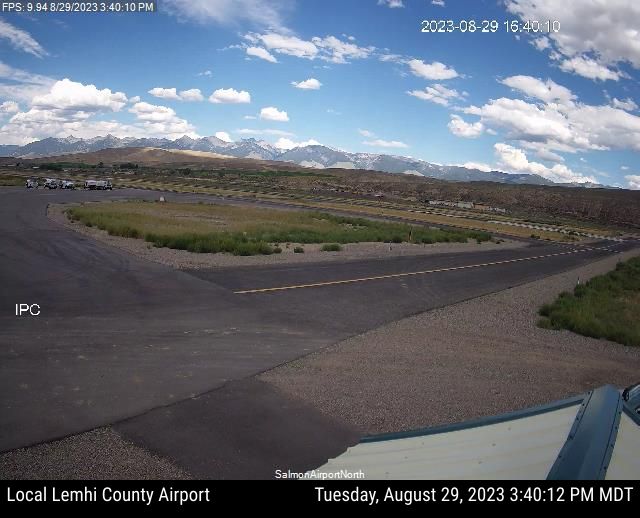 FPS: 9.94 8/29/2023 3:40:10 PM
2023-08-29 16:40:10
IPC
SalmonAirportNorth
Local Lemhi County Airport
Tuesday, August 29, 2023 3:40:12 PM MDT